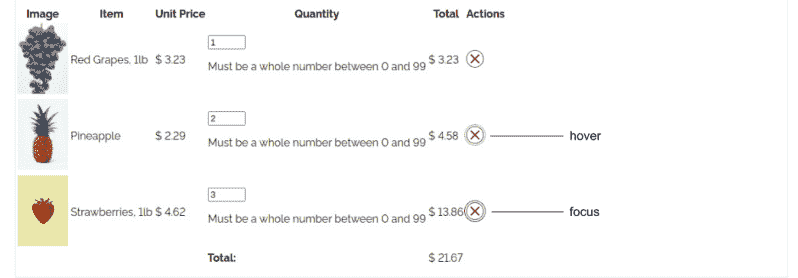 Image Item Unit Price Quantity Total Actions
1
Red Grapes, 1lb $ 3.23 Must be a whole number between 0 and 99 $ 3.23
2
Pineapple $ 2.29 Must be a whole number between 0 and 99 $ 4.58 hover
3
Strawberries, 1lb $ 4.62 Must be a whole number between 0 and 99 $ 13.86 focus
Total: $ 21.67